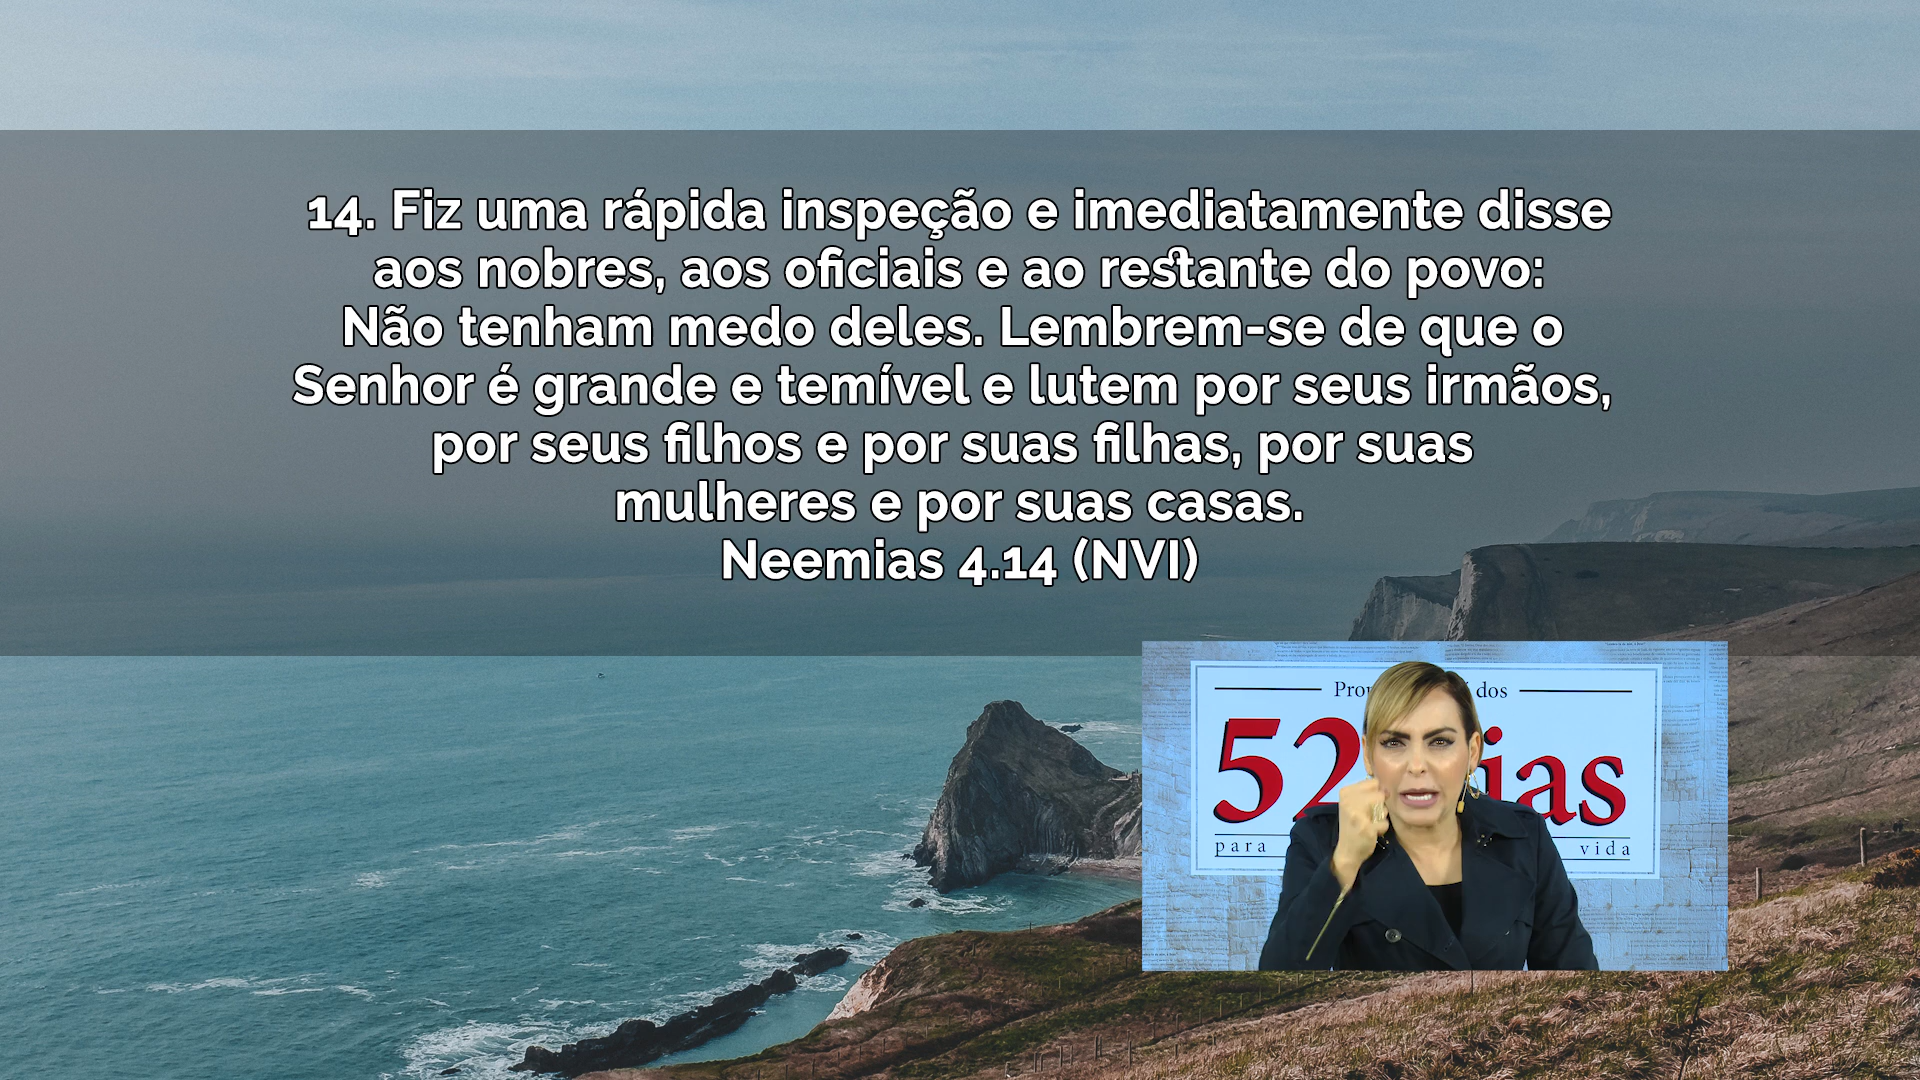 14. Fiz uma rápida inspeção e imediatamente disse
aos nobres, aos oficiais e ao restante do povo:
Não tenham medo deles. Lembrem-se de que o
Senhor é grande e temível e lutem por seus irmãos,
por seus filhos e por suas filhas, por suas
mulheres e por suas casas.
Neemias 4.14 (NVI)
dos
52 ias
para vida